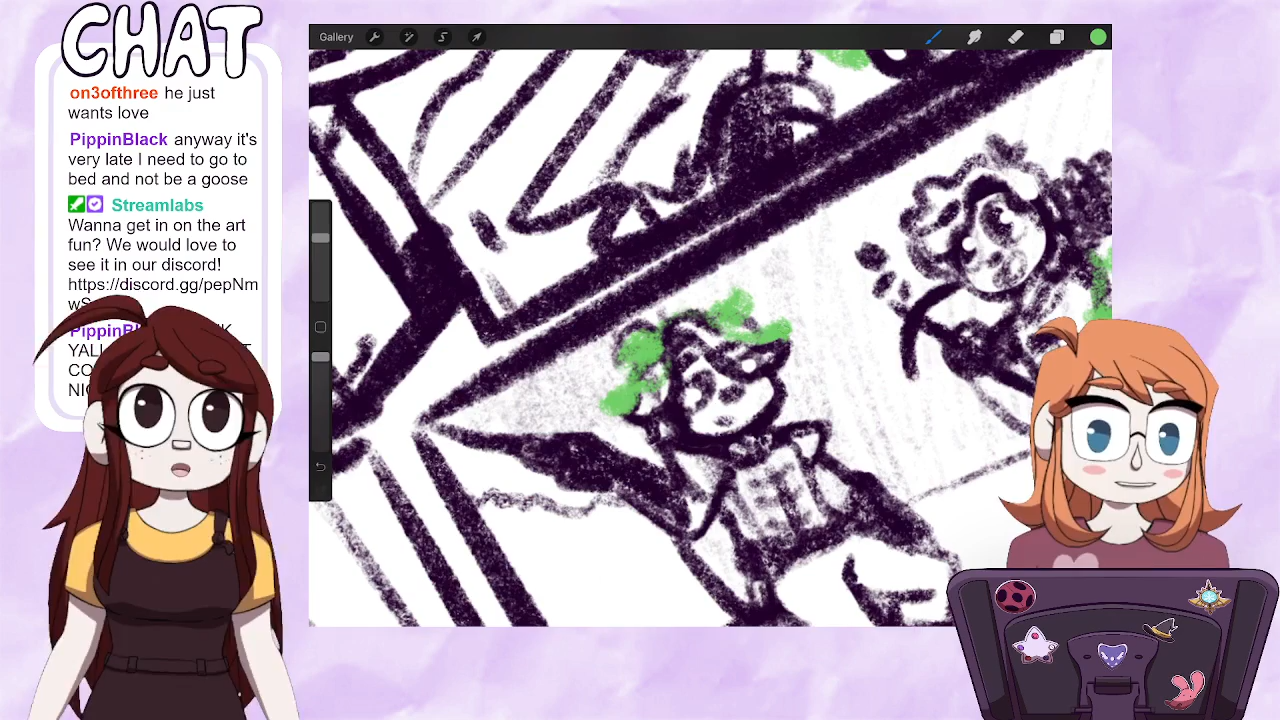 CHAT
on3ofthree he just
wants love
PippinBlack anyway it's
very late I need to go to
bed and not be a goose
Streamlabs
Wanna get in on the art
fun? We would love to
see it in our discord!
https://discord.gg/pepNm
Gallery